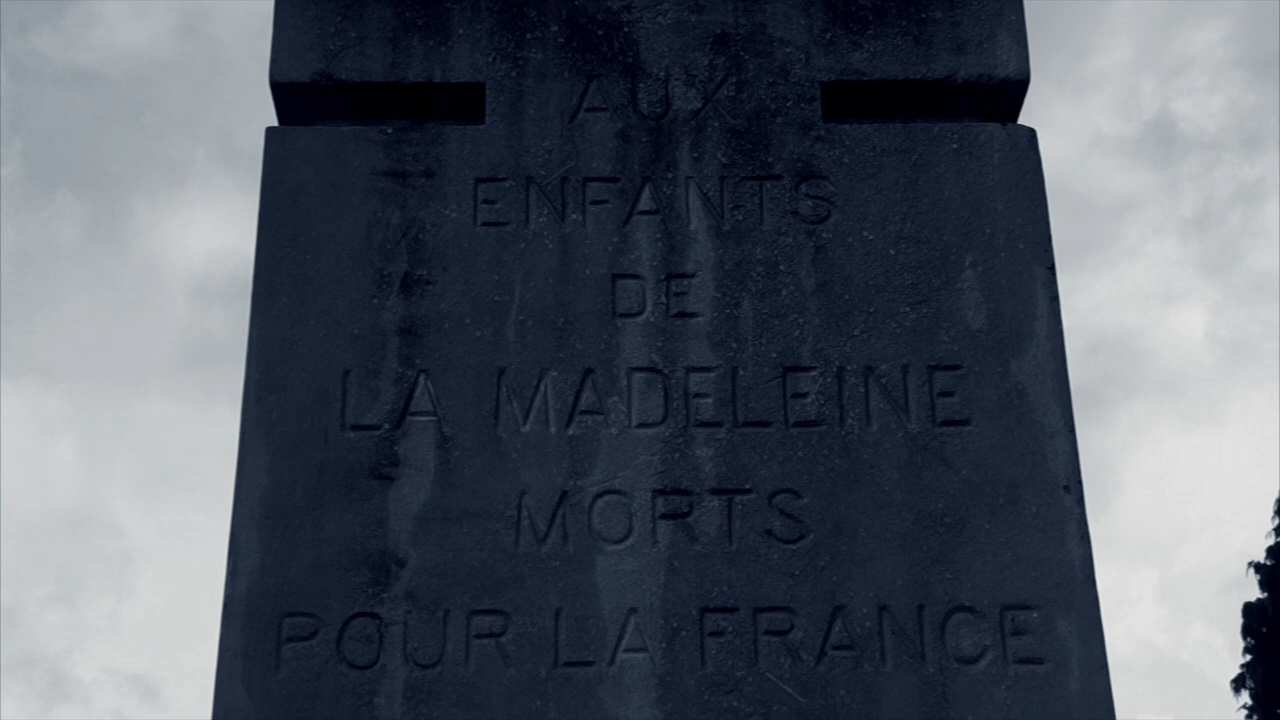 AUX
ENFANTS
DE
LA MADELEINE
MORTS
POUR LA FRANCE